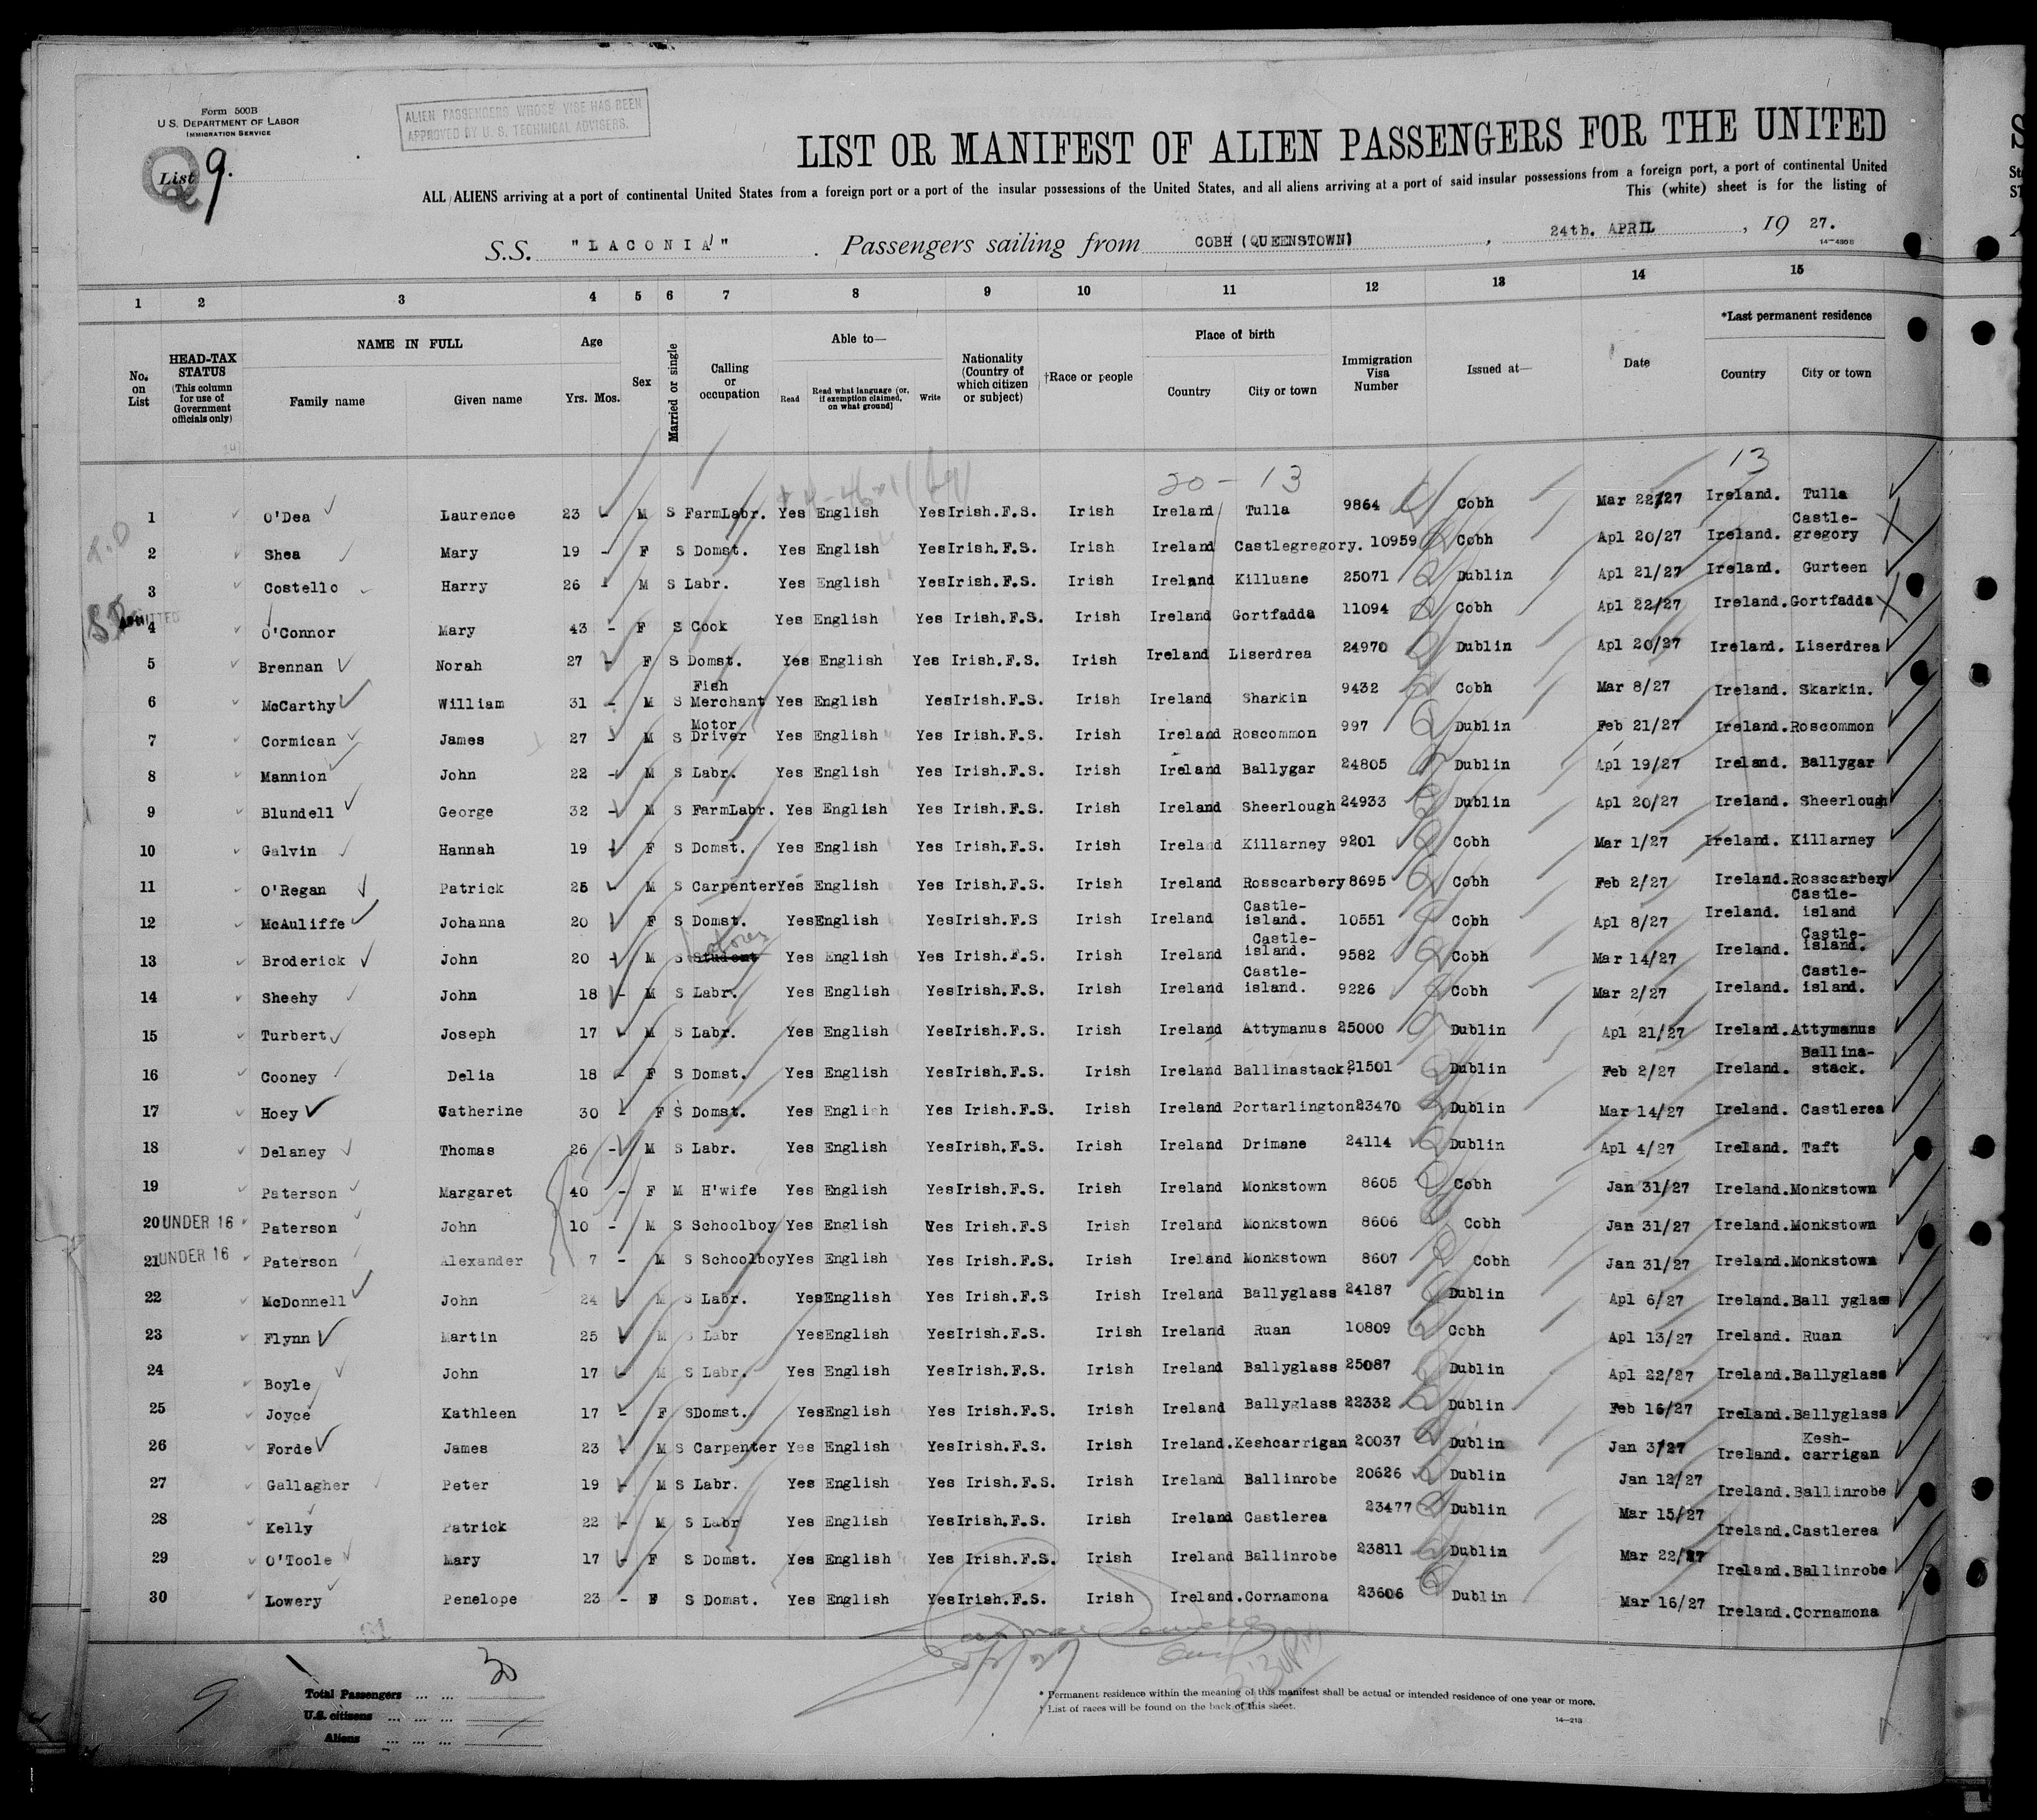 Form 500B
U. S. DEPARTMENT OF LABOR
IMMIGRATION SERVICE
ALIEN PASSENGERS WHOSE VISE HAS BEEN
APPROVED BY U. S. TECHNICAL ADVISERS.
List 9.
LIST OR MANIFEST OF ALIEN PASSENGERS FOR THE UNITED
ALL ALIENS arriving at a port of continental United States from a foreign port or a port of the insular possessions of the United States, and all aliens arriving at a port of said insular possessions from a foreign port, a port of continental United
This (white) sheet is for the listing of
S.S. "LACONIA" . Passengers sailing from COBH (QUEENSTOWN) , 24th. APRIL , 19 27.
14-430B
1 2 3 4 5 6 7 8 9 10 11 12 13 14 15
No. on List
HEAD-TAX STATUS (This column for use of Government officials only)
NAME IN FULL
Family name Given name
Age
Yrs. Mos.
Sex
Married or single
Calling or occupation
Able to—
Read Read what language (or, if exemption claimed, on what ground) Write
Nationality (Country of which citizen or subject)
†Race or people
Place of birth
Country City or town
Immigration Visa Number
Issued at—
Date
*Last permanent residence
Country City or town
20 - 13 13
1 O'Dea Laurence 23 - M S FarmLabr. Yes English Yes Irish.F.S. Irish Ireland Tulla 9864 Cobh Mar 22/27 Ireland. Tulla
2 Shea Mary 19 - F S Domst. Yes English Yes Irish.F.S. Irish Ireland Castlegregory. 10959 Cobh Apl 20/27 Ireland. Castle-gregory
3 Costello Harry 26 - M S Labr. Yes English Yes Irish.F.S. Irish Ireland Killuane 25071 Dublin Apl 21/27 Ireland. Gurteen
ADMITTED
4 O'Connor Mary 43 - F S Cook Yes English Yes Irish.F.S. Irish Ireland Gortfadda 11094 Cobh Apl 22/27 Ireland. Gortfadda
5 Brennan Norah 27 - F S Domst. Yes English Yes Irish.F.S. Irish Ireland Liserdrea 24970 Dublin Apl 20/27 Ireland. Liserdrea
6 McCarthy William 31 - M S Fish Merchant Yes English Yes Irish.F.S. Irish Ireland Sharkin 9432 Cobh Mar 8/27 Ireland. Skarkin.
7 Cormican James 27 - M S Motor Driver Yes English Yes Irish.F.S. Irish Ireland Roscommon 997 Dublin Feb 21/27 Ireland. Roscommon
8 Mannion John 22 - M S Labr. Yes English Yes Irish.F.S. Irish Ireland Ballygar 24805 Dublin Apl 19/27 Ireland. Ballygar
9 Blundell George 32 - M S FarmLabr. Yes English Yes Irish.F.S. Irish Ireland Sheerlough 24933 Dublin Apl 20/27 Ireland. Sheerlough
10 Galvin Hannah 19 - F S Domst. Yes English Yes Irish.F.S. Irish Ireland Killarney 9201 Cobh Mar 1/27 Ireland. Killarney
11 O'Regan Patrick 25 - M S Carpenter Yes English Yes Irish.F.S. Irish Ireland Rosscarbery 8695 Cobh Feb 2/27 Ireland. Rosscarbery
12 McAuliffe Johanna 20 F S Domst. Yes English Yes Irish.F.S Irish Ireland Castle-island. 10551 Cobh Apl 8/27 Ireland. Castle-island
13 Broderick John 20 - M S Student Yes English Yes Irish.F.S. Irish Ireland Castle-island. 9582 Cobh Mar 14/27 Ireland. Castle-island.
14 Sheehy John 18 - M S Labr. Yes English Yes Irish.F.S. Irish Ireland Castle-island. 9226 Cobh Mar 2/27 Ireland. Castle-island.
15 Turbert Joseph 17 - M S Labr. Yes English Yes Irish.F.S. Irish Ireland Attymanus 25000 Dublin Apl 21/27 Ireland. Attymanus
16 Cooney Delia 18 - F S Domst. Yes English Yes Irish.F.S. Irish Ireland Ballinastack. 21501 Dublin Feb 2/27 Ireland. Ballina-stack.
17 Hoey Catherine 30 - F S Domst. Yes English Yes Irish.F.S. Irish Ireland Portarlington 23470 Dublin Mar 14/27 Ireland. Castlerea
18 Delaney Thomas 26 - M S Labr. Yes English Yes Irish.F.S. Irish Ireland Drimane 24114 Dublin Apl 4/27 Ireland. Taft
19 Paterson Margaret 40 - F M H'wife Yes English Yes Irish.F.S. Irish Ireland Monkstown 8605 Cobh Jan 31/27 Ireland. Monkstown
20 UNDER 16 Paterson John 10 - M S Schoolboy Yes English Yes Irish.F.S Irish Ireland Monkstown 8606 Cobh Jan 31/27 Ireland. Monkstown
21 UNDER 16 Paterson Alexander 7 - M S Schoolboy Yes English Yes Irish.F.S. Irish Ireland Monkstown 8607 Cobh Jan 31/27 Ireland. Monkstown
22 McDonnell John 24 - M S Labr. Yes English Yes Irish.F.S Irish Ireland Ballyglass 24187 Dublin Apl 6/27 Ireland. Ball yglass
23 Flynn Martin 25 - M S Labr Yes English Yes Irish.F.S. Irish Ireland Ruan 10809 Cobh Apl 13/27 Ireland. Ruan
24 Boyle John 17 - M S Labr. Yes English Yes Irish.F.S. Irish Ireland Ballyglass 25087 Dublin Apl 22/27 Ireland. Ballyglass
25 Joyce Kathleen 17 - F S Domst. Yes English Yes Irish.F.S. Irish Ireland Ballyglass 22332 Dublin Feb 16/27 Ireland. Ballyglass
26 Forde James 23 - M S Carpenter Yes English Yes Irish.F.S. Irish Ireland. Keshcarrigan 20037 Dublin Jan 3/27 Ireland. Kesh-carrigan
27 Gallagher Peter 19 - M S Labr. Yes English Yes Irish.F.S. Irish Ireland Ballinrobe 20626 Dublin Jan 12/27 Ireland. Ballinrobe
28 Kelly Patrick 22 - M S Labr Yes English Yes Irish.F.S. Irish Ireland Castlerea 23477 Dublin Mar 15/27 Ireland. Castlerea
29 O'Toole Mary 17 - F S Domst. Yes English Yes Irish.F.S. Irish Ireland Ballinrobe 23811 Dublin Mar 22/27 Ireland. Ballinrobe
30 Lowery Penelope 23 - F S Domst. Yes English Yes Irish.F.S. Irish Ireland. Cornamona 23606 Dublin Mar 16/27 Ireland. Cornamona
9
Total Passengers ... ... 30
U.S. citizens ... ... ...
Aliens ... ... ...
* Permanent residence within the meaning of this manifest shall be actual or intended residence of one year or more.
† List of races will be found on the back of this sheet.
14-213